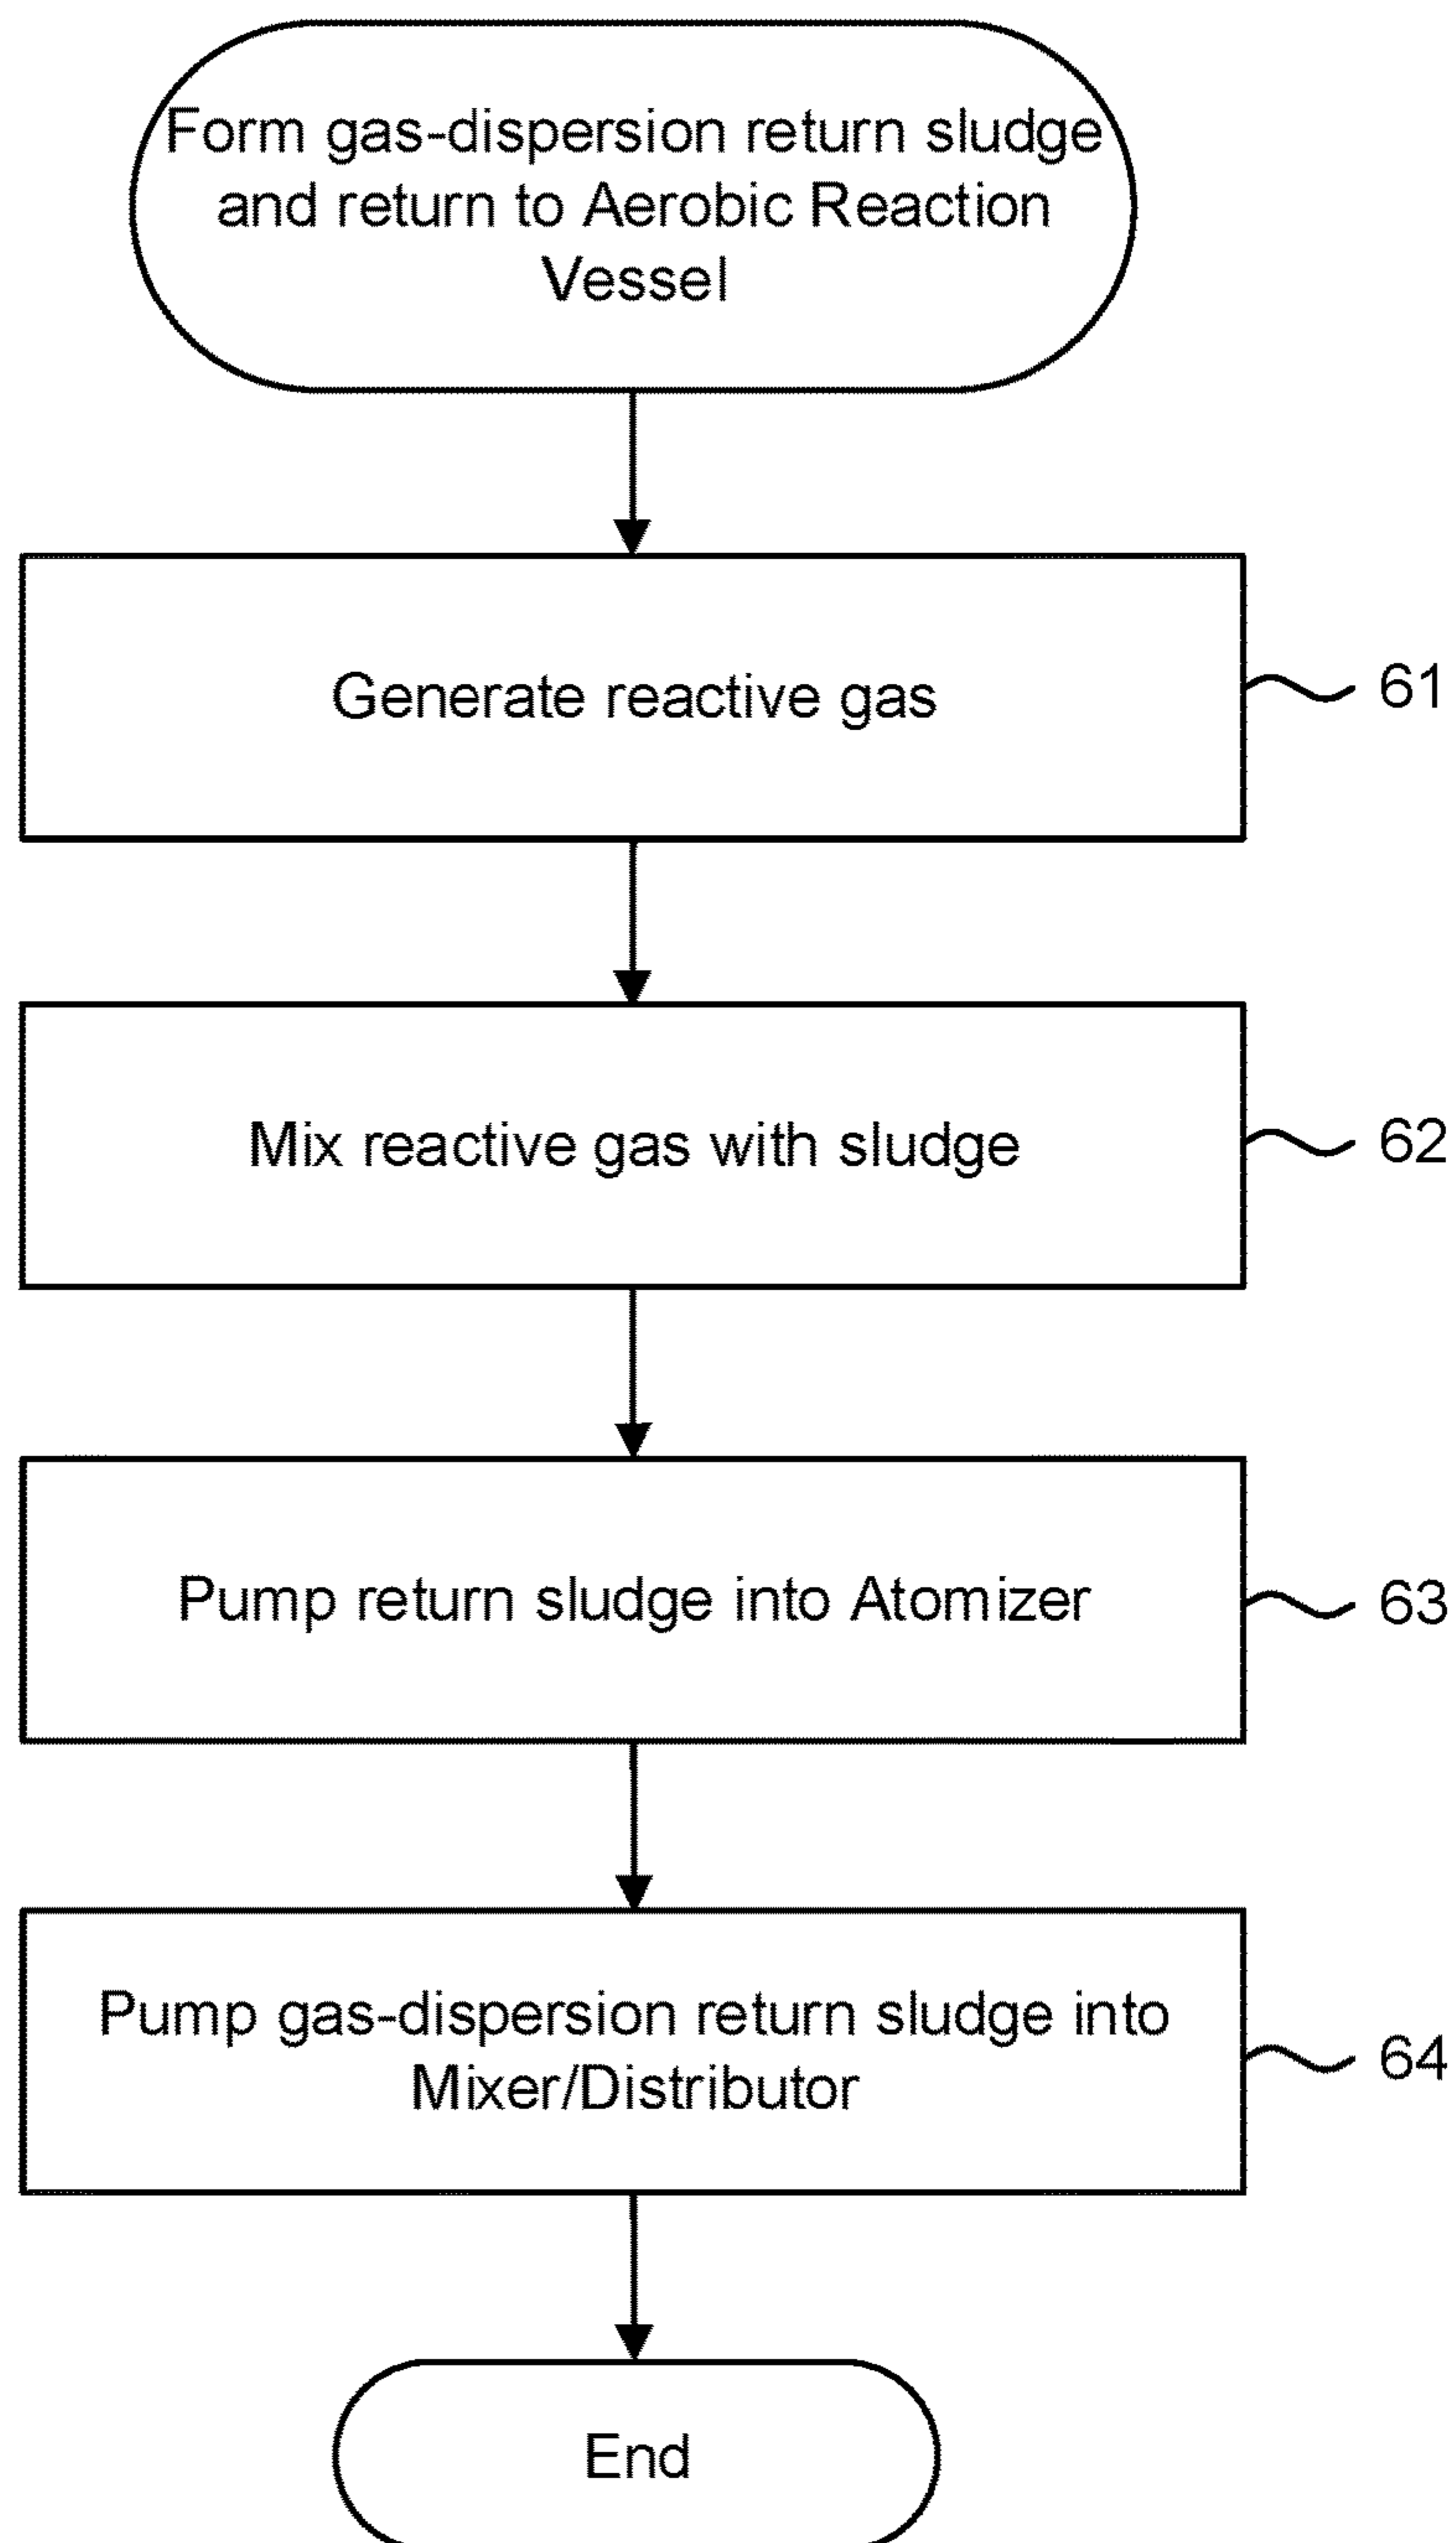 Form gas-dispersion return sludge
and return to Aerobic Reaction
Vessel
Generate reactive gas
61
Mix reactive gas with sludge
62
Pump return sludge into Atomizer
63
Pump gas-dispersion return sludge into
Mixer/Distributor
64
End